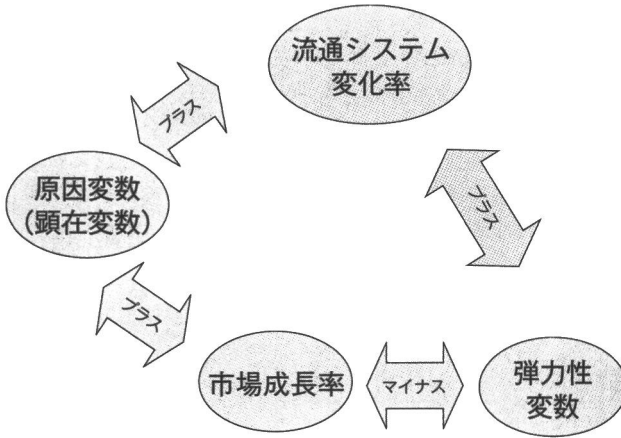 流通システム
変化率
プラス
原因変数
(顕在変数)
プラス
プラス
市場成長率
マイナス
弾力性
変数